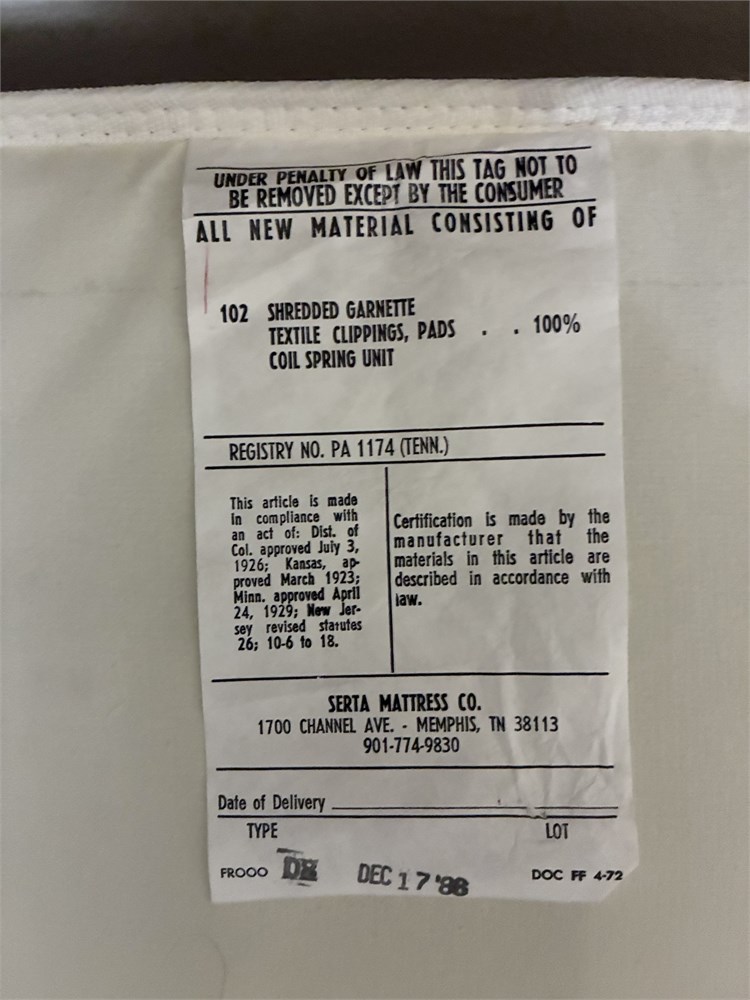 UNDER PENALTY OF LAW THIS TAG NOT TO
BE REMOVED EXCEPT BY THE CONSUMER
ALL NEW MATERIAL CONSISTING OF
102 SHREDDED GARNETTE
TEXTILE CLIPPINGS, PADS . . 100%
COIL SPRING UNIT
REGISTRY NO. PA 1174 (TENN.)
This article is made
in compliance with
an act of: Dist. of
Col. approved July 3,
1926; Kansas, ap-
proved March 1923;
Minn. approved April
24, 1929; New Jer-
sey revised statutes
26; 10-6 to 18.
Certification is made by the
manufacturer that the
materials in this article are
described in accordance with
law.
SERTA MATTRESS CO.
1700 CHANNEL AVE. - MEMPHIS, TN 38113
901-774-9830
Date of Delivery
TYPE LOT
FROOO DEC 17 '86 DOC FF 4-72